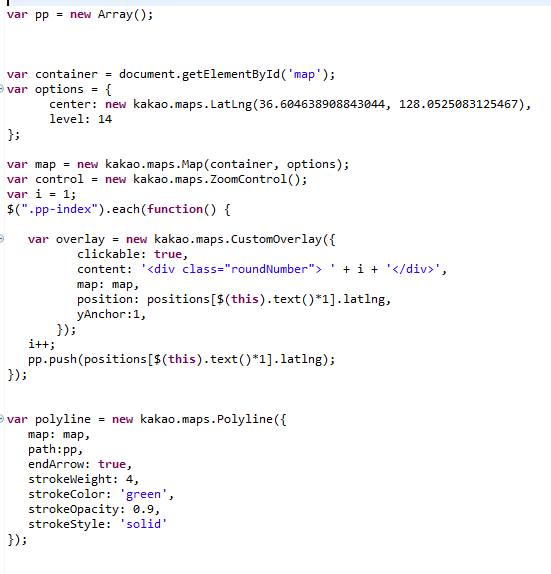 var pp = new Array();
var container = document.getElementById('map');
var options = {
center: new kakao.maps.LatLng(36.604638908843044, 128.0525083125467),
level: 14
};
var map = new kakao.maps.Map(container, options);
var control = new kakao.maps.ZoomControl();
var i = 1;
$(".pp-index").each(function() {
var overlay = new kakao.maps.CustomOverlay({
clickable: true,
content: '<div class="roundNumber"> ' + i + '</div>',
map: map,
position: positions[$(this).text()*1].latlng,
yAnchor:1,
});
i++;
pp.push(positions[$(this).text()*1].latlng);
});
var polyline = new kakao.maps.Polyline({
map: map,
path:pp,
endArrow: true,
strokeWeight: 4,
strokeColor: 'green',
strokeOpacity: 0.9,
strokeStyle: 'solid'
});